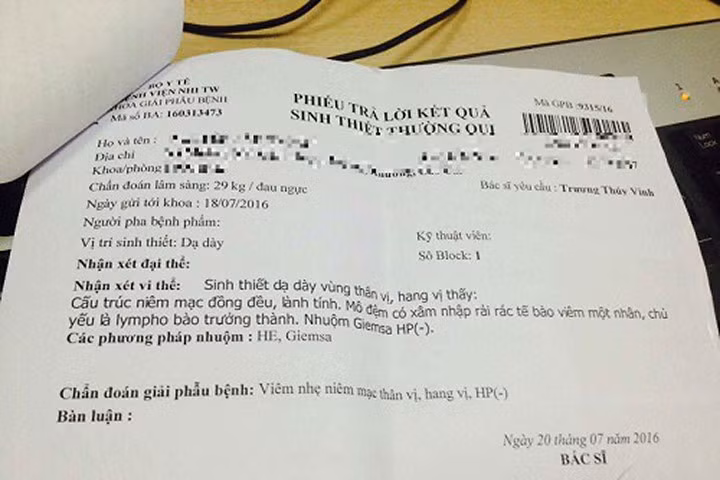 BỘ Y TẾ
BỆNH VIỆN NHI TW
KHOA GIẢI PHẪU BỆNH
Mã số BA: 160313473
PHIẾU TRẢ LỜI KẾT QUẢ
SINH THIẾT THƯỜNG QUI
Mã GPB :9315/16
Họ và tên :
Địa chỉ
Khoa/phòng
Chẩn đoán lâm sàng: 29 kg / đau ngực
Bác sĩ yêu cầu : Trương Thúy Vinh
Ngày gửi tới khoa : 18/07/2016
Người pha bệnh phẩm:
Kỹ thuật viên:
Vị trí sinh thiết: Dạ dày
Số Block: 1
Nhận xét đại thể:
Nhận xét vi thể: Sinh thiết dạ dày vùng thân vị, hang vị thấy:
Cấu trúc niêm mạc đồng đều, lành tính. Mô đệm có xâm nhập rải rác tế bào viêm một nhân, chủ
yếu là lympho bào trưởng thành. Nhuộm Giemsa HP(-).
Các phương pháp nhuộm : HE, Giemsa
Chẩn đoán giải phẫu bệnh: Viêm nhẹ niêm mạc thân vị, hang vị, HP(-)
Bàn luận :
Ngày 20 tháng 07 năm 2016
BÁC SĨ
Num
Lock